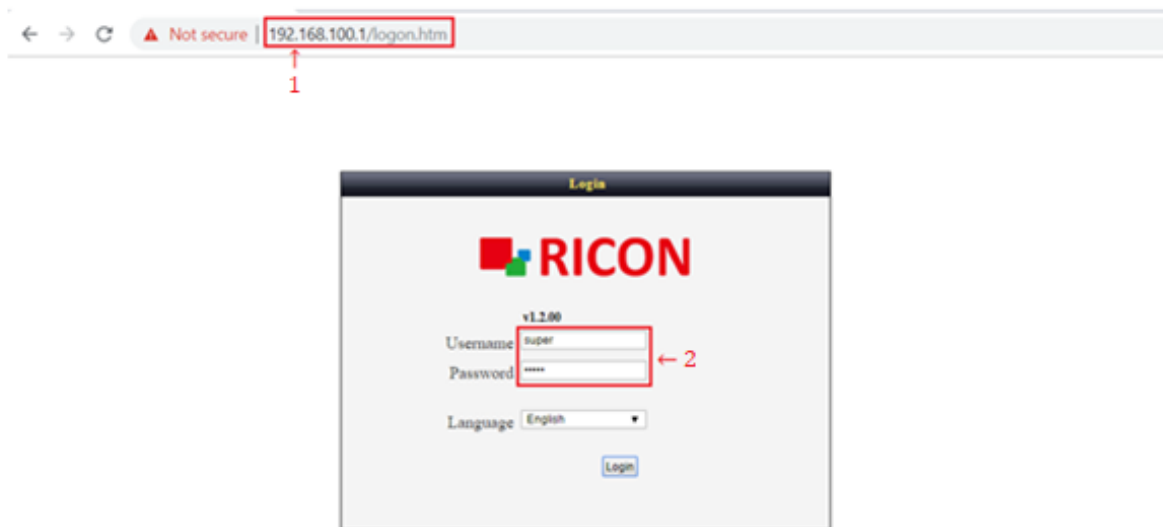 Not secure | 192.168.100.1/logon.htm
↑
1
Login
RICON
v1.2.00
Username super
← 2
Password •••••
Language English
Login